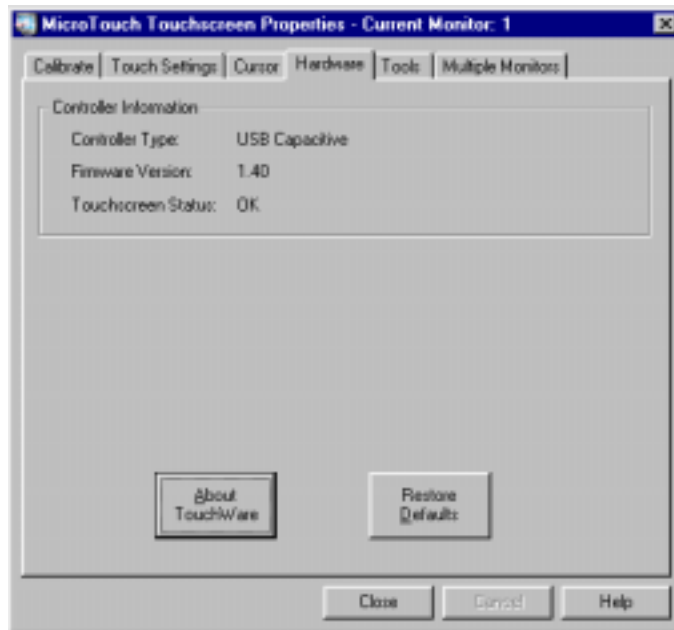 MicroTouch Touchscreen Properties - Current Monitor: 1
Calibrate Touch Settings Cursor Hardware Tools Multiple Monitors
Controller Information
Controller Type: USB Capacitive
Firmware Version: 1.40
Touchscreen Status: OK
About
TouchWare
Restore
Defaults
Close Cancel Help